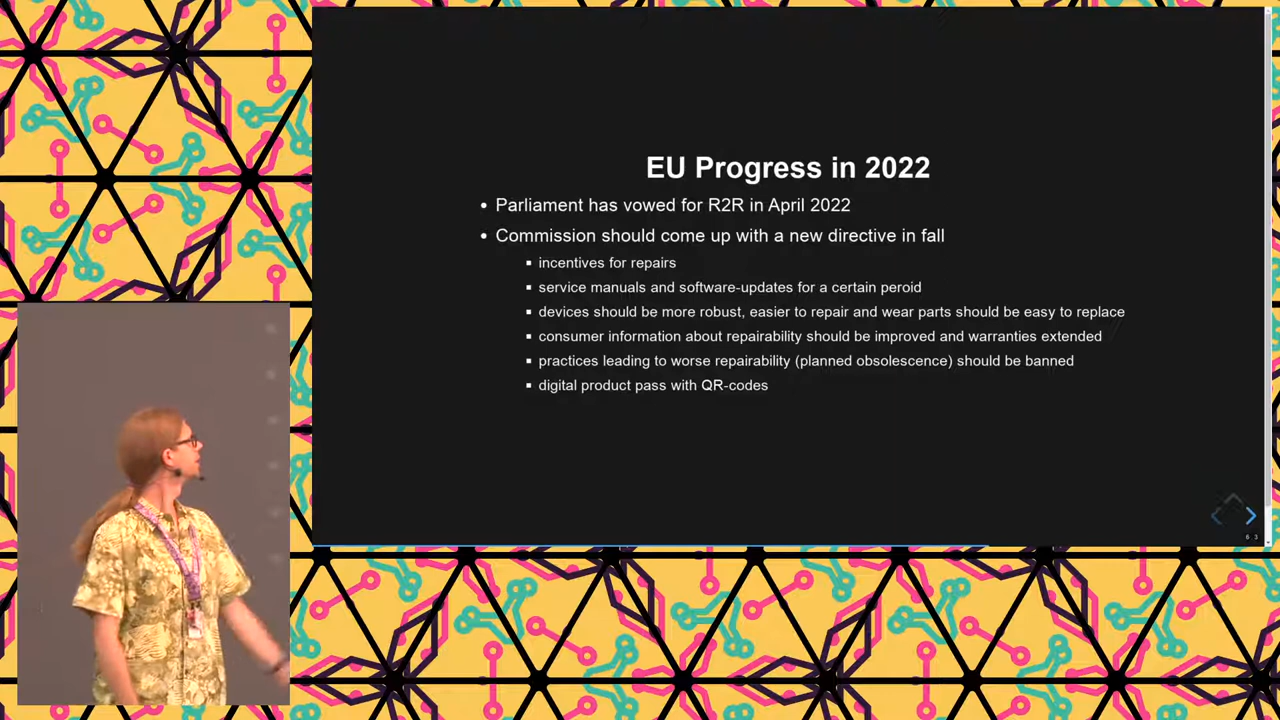 EU Progress in 2022
• Parliament has vowed for R2R in April 2022
• Commission should come up with a new directive in fall
▪ incentives for repairs
▪ service manuals and software-updates for a certain peroid
▪ devices should be more robust, easier to repair and wear parts should be easy to replace
▪ consumer information about repairability should be improved and warranties extended
▪ practices leading to worse repairability (planned obsolescence) should be banned
▪ digital product pass with QR-codes
6 3